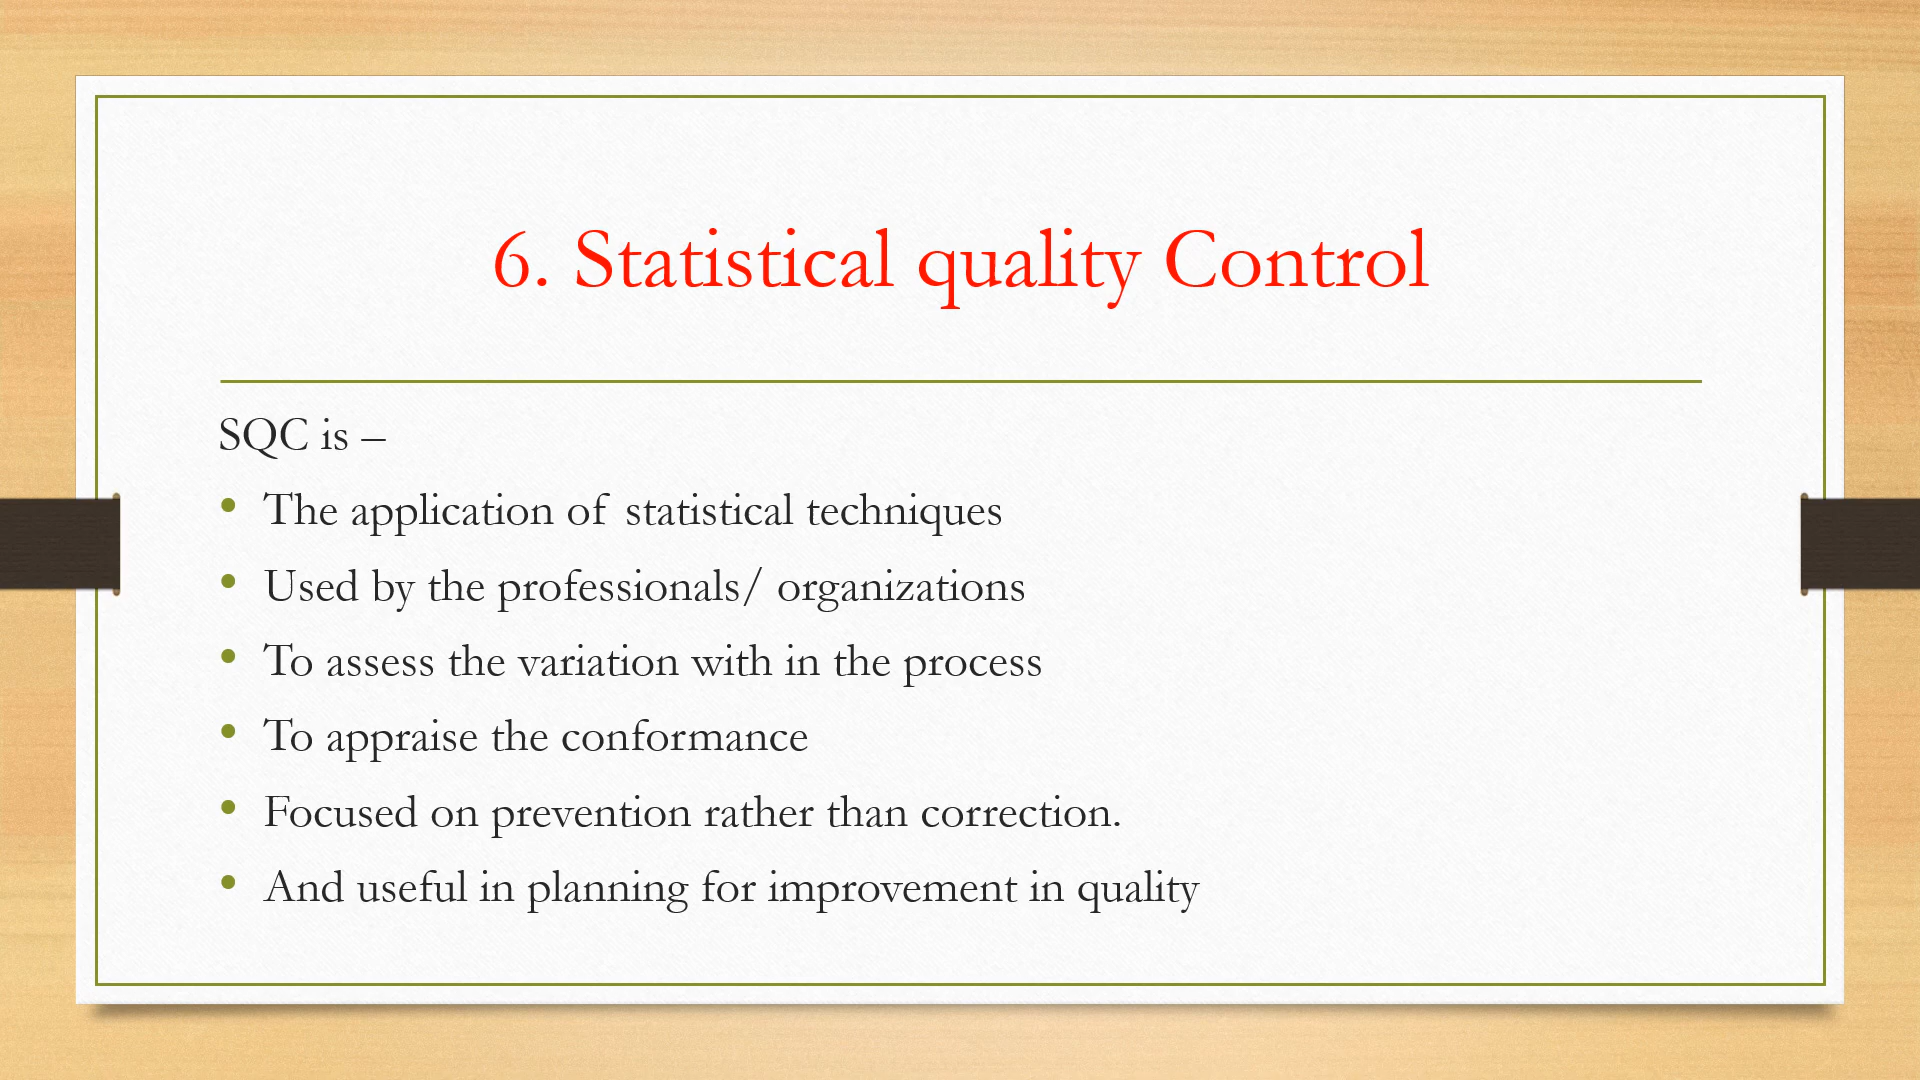 6. Statistical quality Control
SQC is –
• The application of statistical techniques
• Used by the professionals/ organizations
• To assess the variation with in the process
• To appraise the conformance
• Focused on prevention rather than correction.
• And useful in planning for improvement in quality